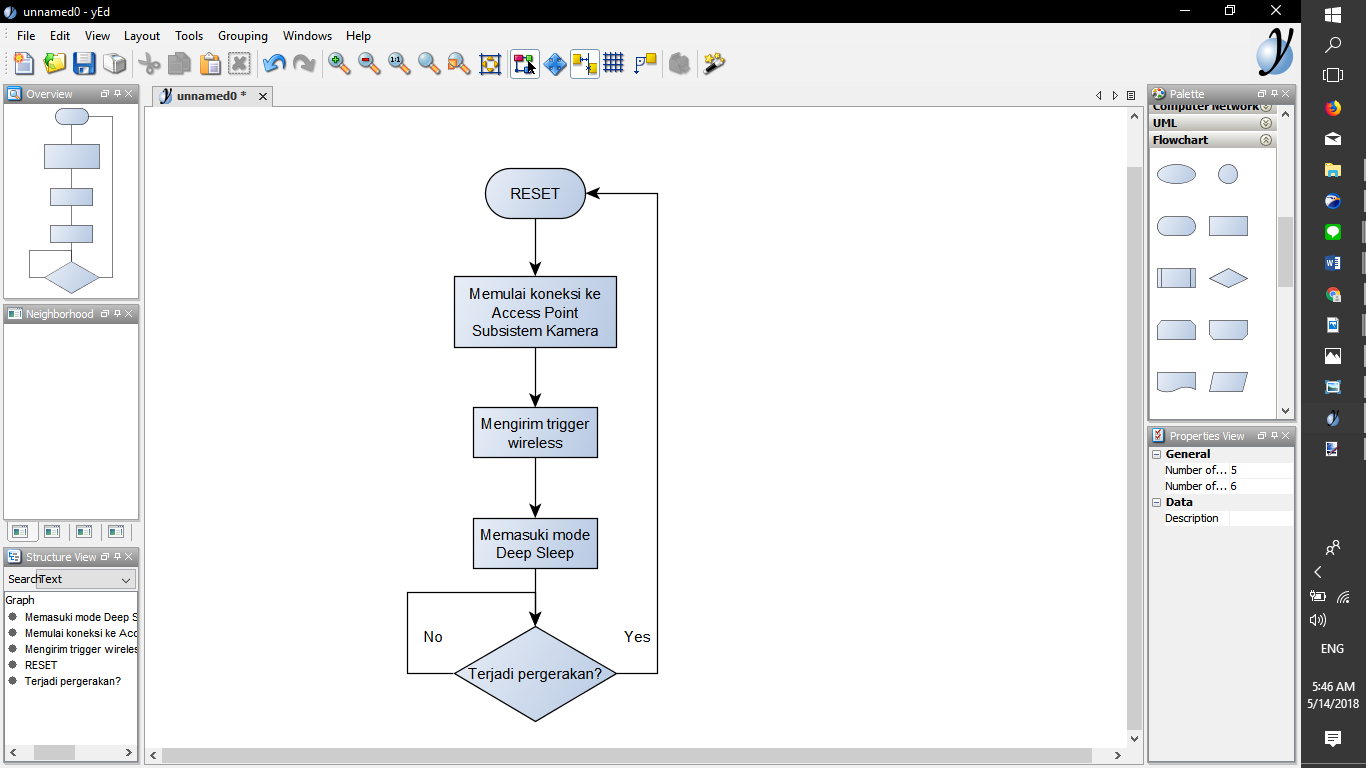 unnamed0 - yEd
File Edit View Layout Tools Grouping Windows Help
1:1
Overview
unnamed0 *
Palette
Computer Network
UML
Flowchart
RESET
Memulai koneksi ke
Access Point
Subsistem Kamera
Mengirim trigger
wireless
Memasuki mode
Deep Sleep
No
Yes
Terjadi pergerakan?
Neighborhood
Structure View
Search Text
Graph
Memasuki mode Deep S
Memulai koneksi ke Acc
Mengirim trigger wireles
RESET
Terjadi pergerakan?
Properties View
General
Number of... 5
Number of... 6
Data
Description
ENG
5:46 AM
5/14/2018